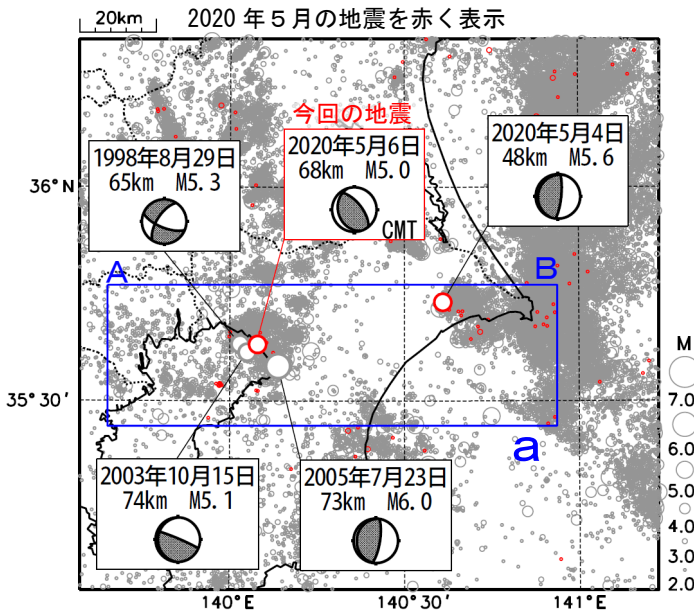 2020 年５月の地震を赤く表示
20km
今回の地震
1998年8月29日
65km M5.3
2020年5月6日
68km M5.0
CMT
2020年5月4日
48km M5.6
36°N
A
B
M
7.0
35°30′
a
6.0
5.0
4.0
3.0
2.0
2003年10月15日
74km M5.1
2005年7月23日
73km M6.0
140°E
140°30′
141°E